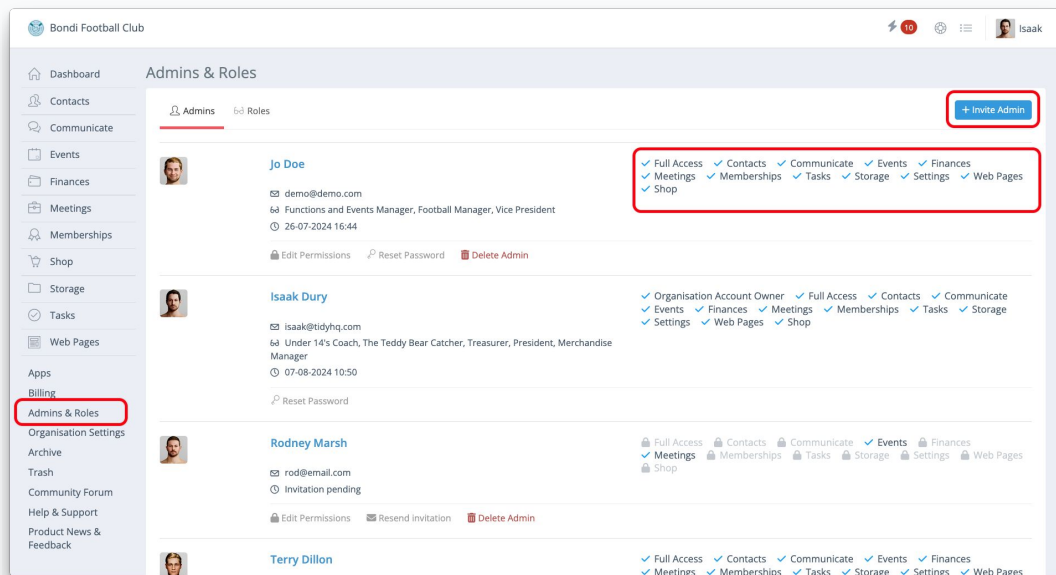 Bondi Football Club
10
isaak
Dashboard
Contacts
Communicate
Events
Finances
Meetings
Memberships
Shop
Storage
Tasks
Web Pages
Apps
Billing
Admins & Roles
Organisation Settings
Archive
Trash
Community Forum
Help & Support
Product News &
Feedback
Admins & Roles
Admins Roles
+ Invite Admin
Jo Doe
demo@demo.com
Functions and Events Manager, Football Manager, Vice President
26-07-2024 16:44
Full Access Contacts Communicate Events Finances
Meetings Memberships Tasks Storage Settings Web Pages
Shop
Edit Permissions Reset Password Delete Admin
Isaak Dury
isaak@tidyhq.com
Under 14's Coach, The Teddy Bear Catcher, Treasurer, President, Merchandise
Manager
07-08-2024 10:50
Organisation Account Owner Full Access Contacts Communicate
Events Finances Meetings Memberships Tasks Storage
Settings Web Pages Shop
Reset Password
Rodney Marsh
rod@email.com
Invitation pending
Full Access Contacts Communicate Events Finances
Meetings Memberships Tasks Storage Settings Web Pages
Shop
Edit Permissions Resend invitation Delete Admin
Terry Dillon
Full Access Contacts Communicate Events Finances
Meetings Memberships Tasks Storage Settings Web Pages